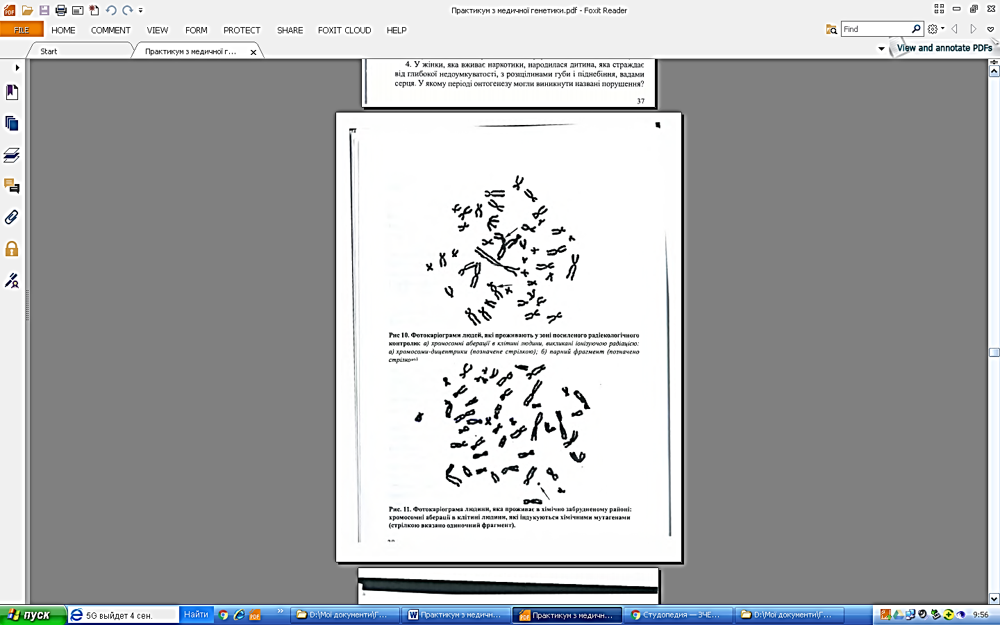 Практикум з медичної генетики.pdf - Foxit Reader
FILE HOME COMMENT VIEW FORM PROTECT SHARE FOXIT CLOUD HELP
Find
Start
Практикум з медичної г...
View and annotate PDFs
4. У жінки, яка вживає наркотики, народилася дитина, яка страждає
від глибокої недоумкуватості, з розщілинами губи і піднебіння, вадами
серця. У якому періоді онтогенезу могли виникнути названі порушення?
37
Рис 10. Фотокаріограми людей, які проживають у зоні посиленого радіекологічного
контролю: а) хромосомні аберації в клітині людини, викликані іонізуючою радіацією:
а) хромосоми-дицентрики (позначене стрілкою); б) парний фрагмент (позначено
стрілкою)
Рис. 11. Фотокаріограма людини, яка проживає в хімічно забрудненому районі:
хромосомні аберації в клітині людини, які індукуються хімічними мутагенами
(стрілкою вказано одиночний фрагмент).
пуск
5G выйдет 4 сен.
Найти
D:\Мої документи\Г...
Практикум з медичн...
Практикум з медичн...
Студопедия — ЗЧЕ...
D:\Мої документи\Г...
9:56